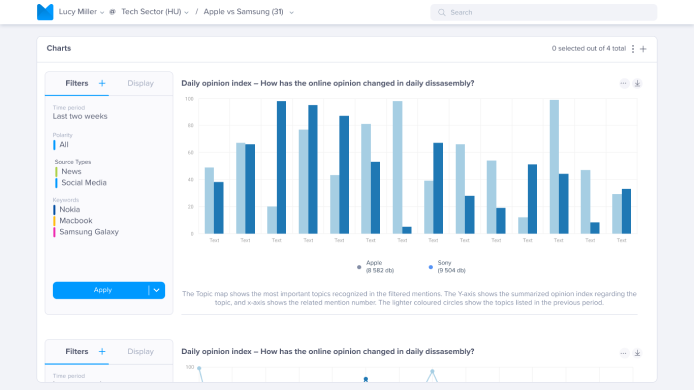 Lucy Miller @ Tech Sector (HU) / Apple vs Samsung (31)
Search
Charts
0 selected out of 4 total
Filters +
Display
Time period
Last two weeks
Polarity
All
Source Types
News
Social Media
Keywords
Nokia
Macbook
Samsung Galaxy
Apply
Daily opinion index – How has the online opinion changed in daily dissasembly?
100
80
60
40
20
0
Text Text Text Text Text Text Text Text Text Text Text Text Text Text
Apple
(8 582 db)
Sony
(9 504 db)
The Topic map shows the most important topics recognized in the filtered mentions. The Y-axis shows the summarized opinion index regarding the
topic, and x-axis shows the related mention number. The lighter coloured circles show the topics listed in the previous period.
Filters +
Display
Time period
Daily opinion index – How has the online opinion changed in daily dissasembly?
100